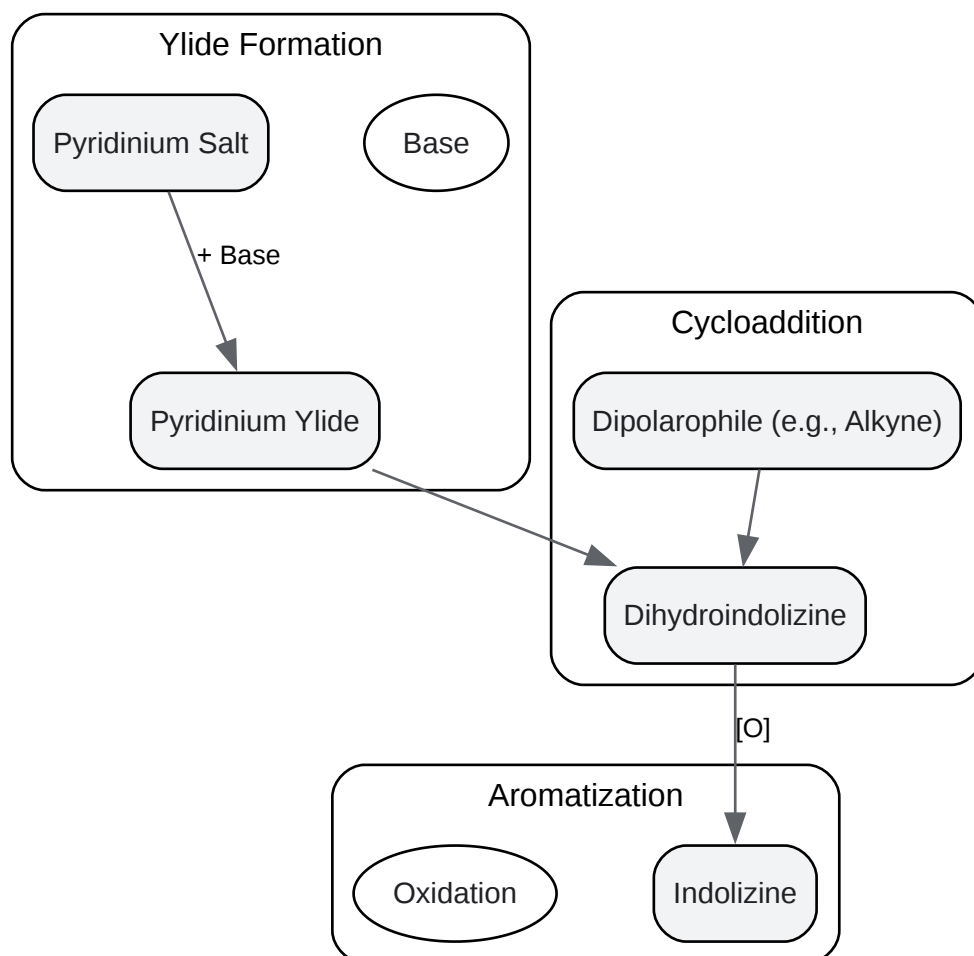 Ylide Formation
Pyridinium Salt
Base
+ Base
Pyridinium Ylide
Cycloaddition
Dipolarophile (e.g., Alkyne)
Dihydroindolizine
[O]
Aromatization
Oxidation
Indolizine